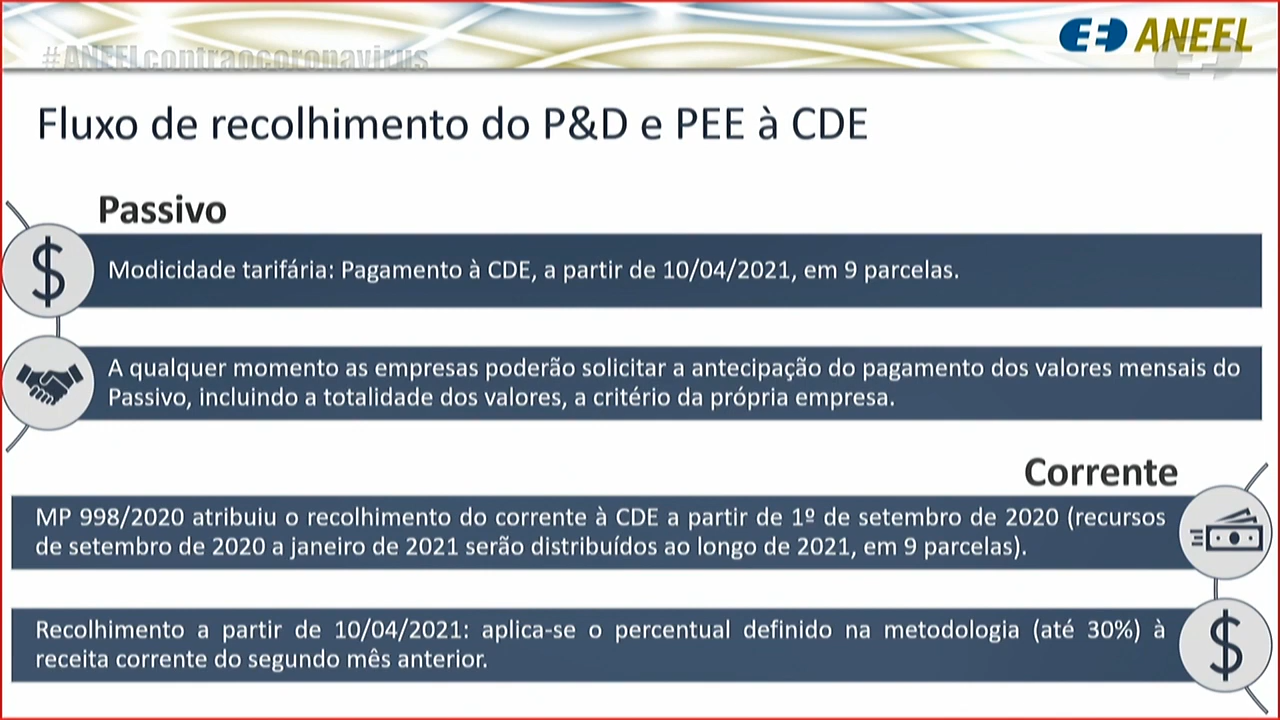 #ANEELcontraocoronavirus
ANEEL
Fluxo de recolhimento do P&D e PEE à CDE
Passivo
Modicidade tarifária: Pagamento à CDE, a partir de 10/04/2021, em 9 parcelas.
A qualquer momento as empresas poderão solicitar a antecipação do pagamento dos valores mensais do
Passivo, incluindo a totalidade dos valores, a critério da própria empresa.
Corrente
MP 998/2020 atribuiu o recolhimento do corrente à CDE a partir de 1º de setembro de 2020 (recursos
de setembro de 2020 a janeiro de 2021 serão distribuídos ao longo de 2021, em 9 parcelas).
Recolhimento a partir de 10/04/2021: aplica-se o percentual definido na metodologia (até 30%) à
receita corrente do segundo mês anterior.